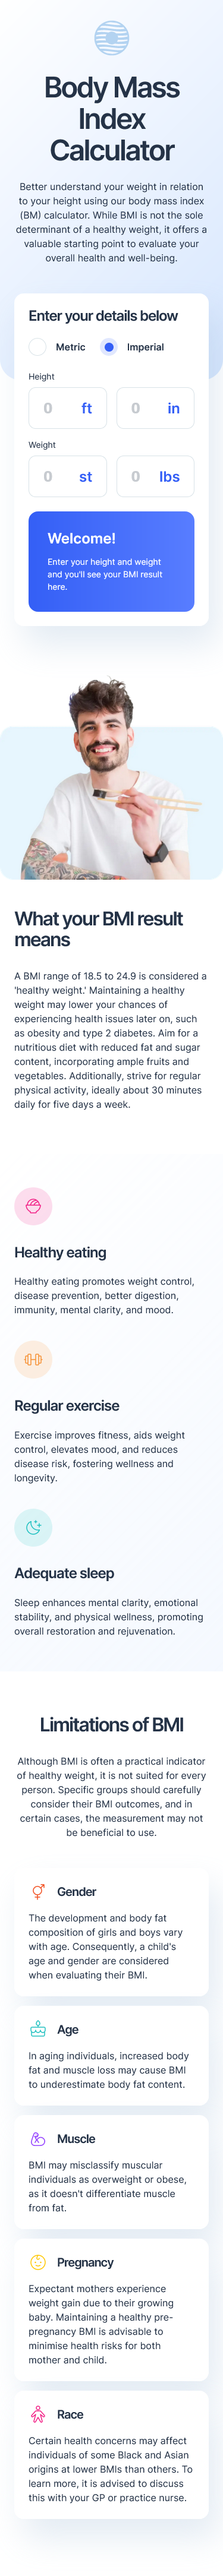 Body Mass
Index
Calculator
Better understand your weight in relation
to your height using our body mass index
(BM) calculator. While BMI is not the sole
determinant of a healthy weight, it offers a
valuable starting point to evaluate your
overall health and well-being.
Enter your details below
Metric Imperial
Height
0 ft 0 in
Weight
0 st 0 lbs
Welcome!
Enter your height and weight
and you'll see your BMI result
here.
What your BMI result
means
A BMI range of 18.5 to 24.9 is considered a
'healthy weight.' Maintaining a healthy
weight may lower your chances of
experiencing health issues later on, such
as obesity and type 2 diabetes. Aim for a
nutritious diet with reduced fat and sugar
content, incorporating ample fruits and
vegetables. Additionally, strive for regular
physical activity, ideally about 30 minutes
daily for five days a week.
Healthy eating
Healthy eating promotes weight control,
disease prevention, better digestion,
immunity, mental clarity, and mood.
Regular exercise
Exercise improves fitness, aids weight
control, elevates mood, and reduces
disease risk, fostering wellness and
longevity.
Adequate sleep
Sleep enhances mental clarity, emotional
stability, and physical wellness, promoting
overall restoration and rejuvenation.
Limitations of BMI
Although BMI is often a practical indicator
of healthy weight, it is not suited for every
person. Specific groups should carefully
consider their BMI outcomes, and in
certain cases, the measurement may not
be beneficial to use.
Gender
The development and body fat
composition of girls and boys vary
with age. Consequently, a child's
age and gender are considered
when evaluating their BMI.
Age
In aging individuals, increased body
fat and muscle loss may cause BMI
to underestimate body fat content.
Muscle
BMI may misclassify muscular
individuals as overweight or obese,
as it doesn't differentiate muscle
from fat.
Pregnancy
Expectant mothers experience
weight gain due to their growing
baby. Maintaining a healthy pre-
pregnancy BMI is advisable to
minimise health risks for both
mother and child.
Race
Certain health concerns may affect
individuals of some Black and Asian
origins at lower BMIs than others. To
learn more, it is advised to discuss
this with your GP or practice nurse.